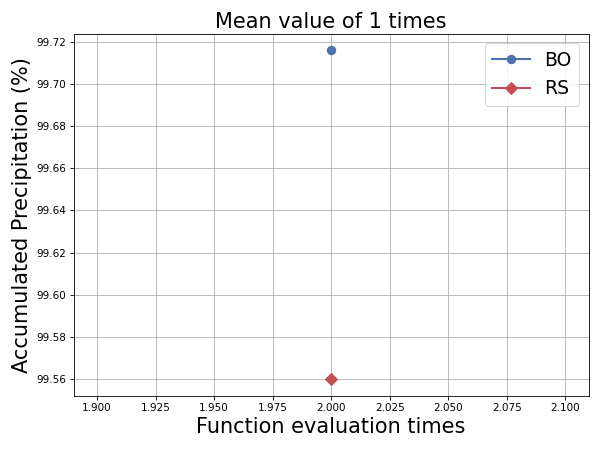 Mean value of 1 times
BO
RS
Accumulated Precipitation (%)
99.72
99.70
99.68
99.66
99.64
99.62
99.60
99.58
99.56
1.900 1.925 1.950 1.975 2.000 2.025 2.050 2.075 2.100
Function evaluation times